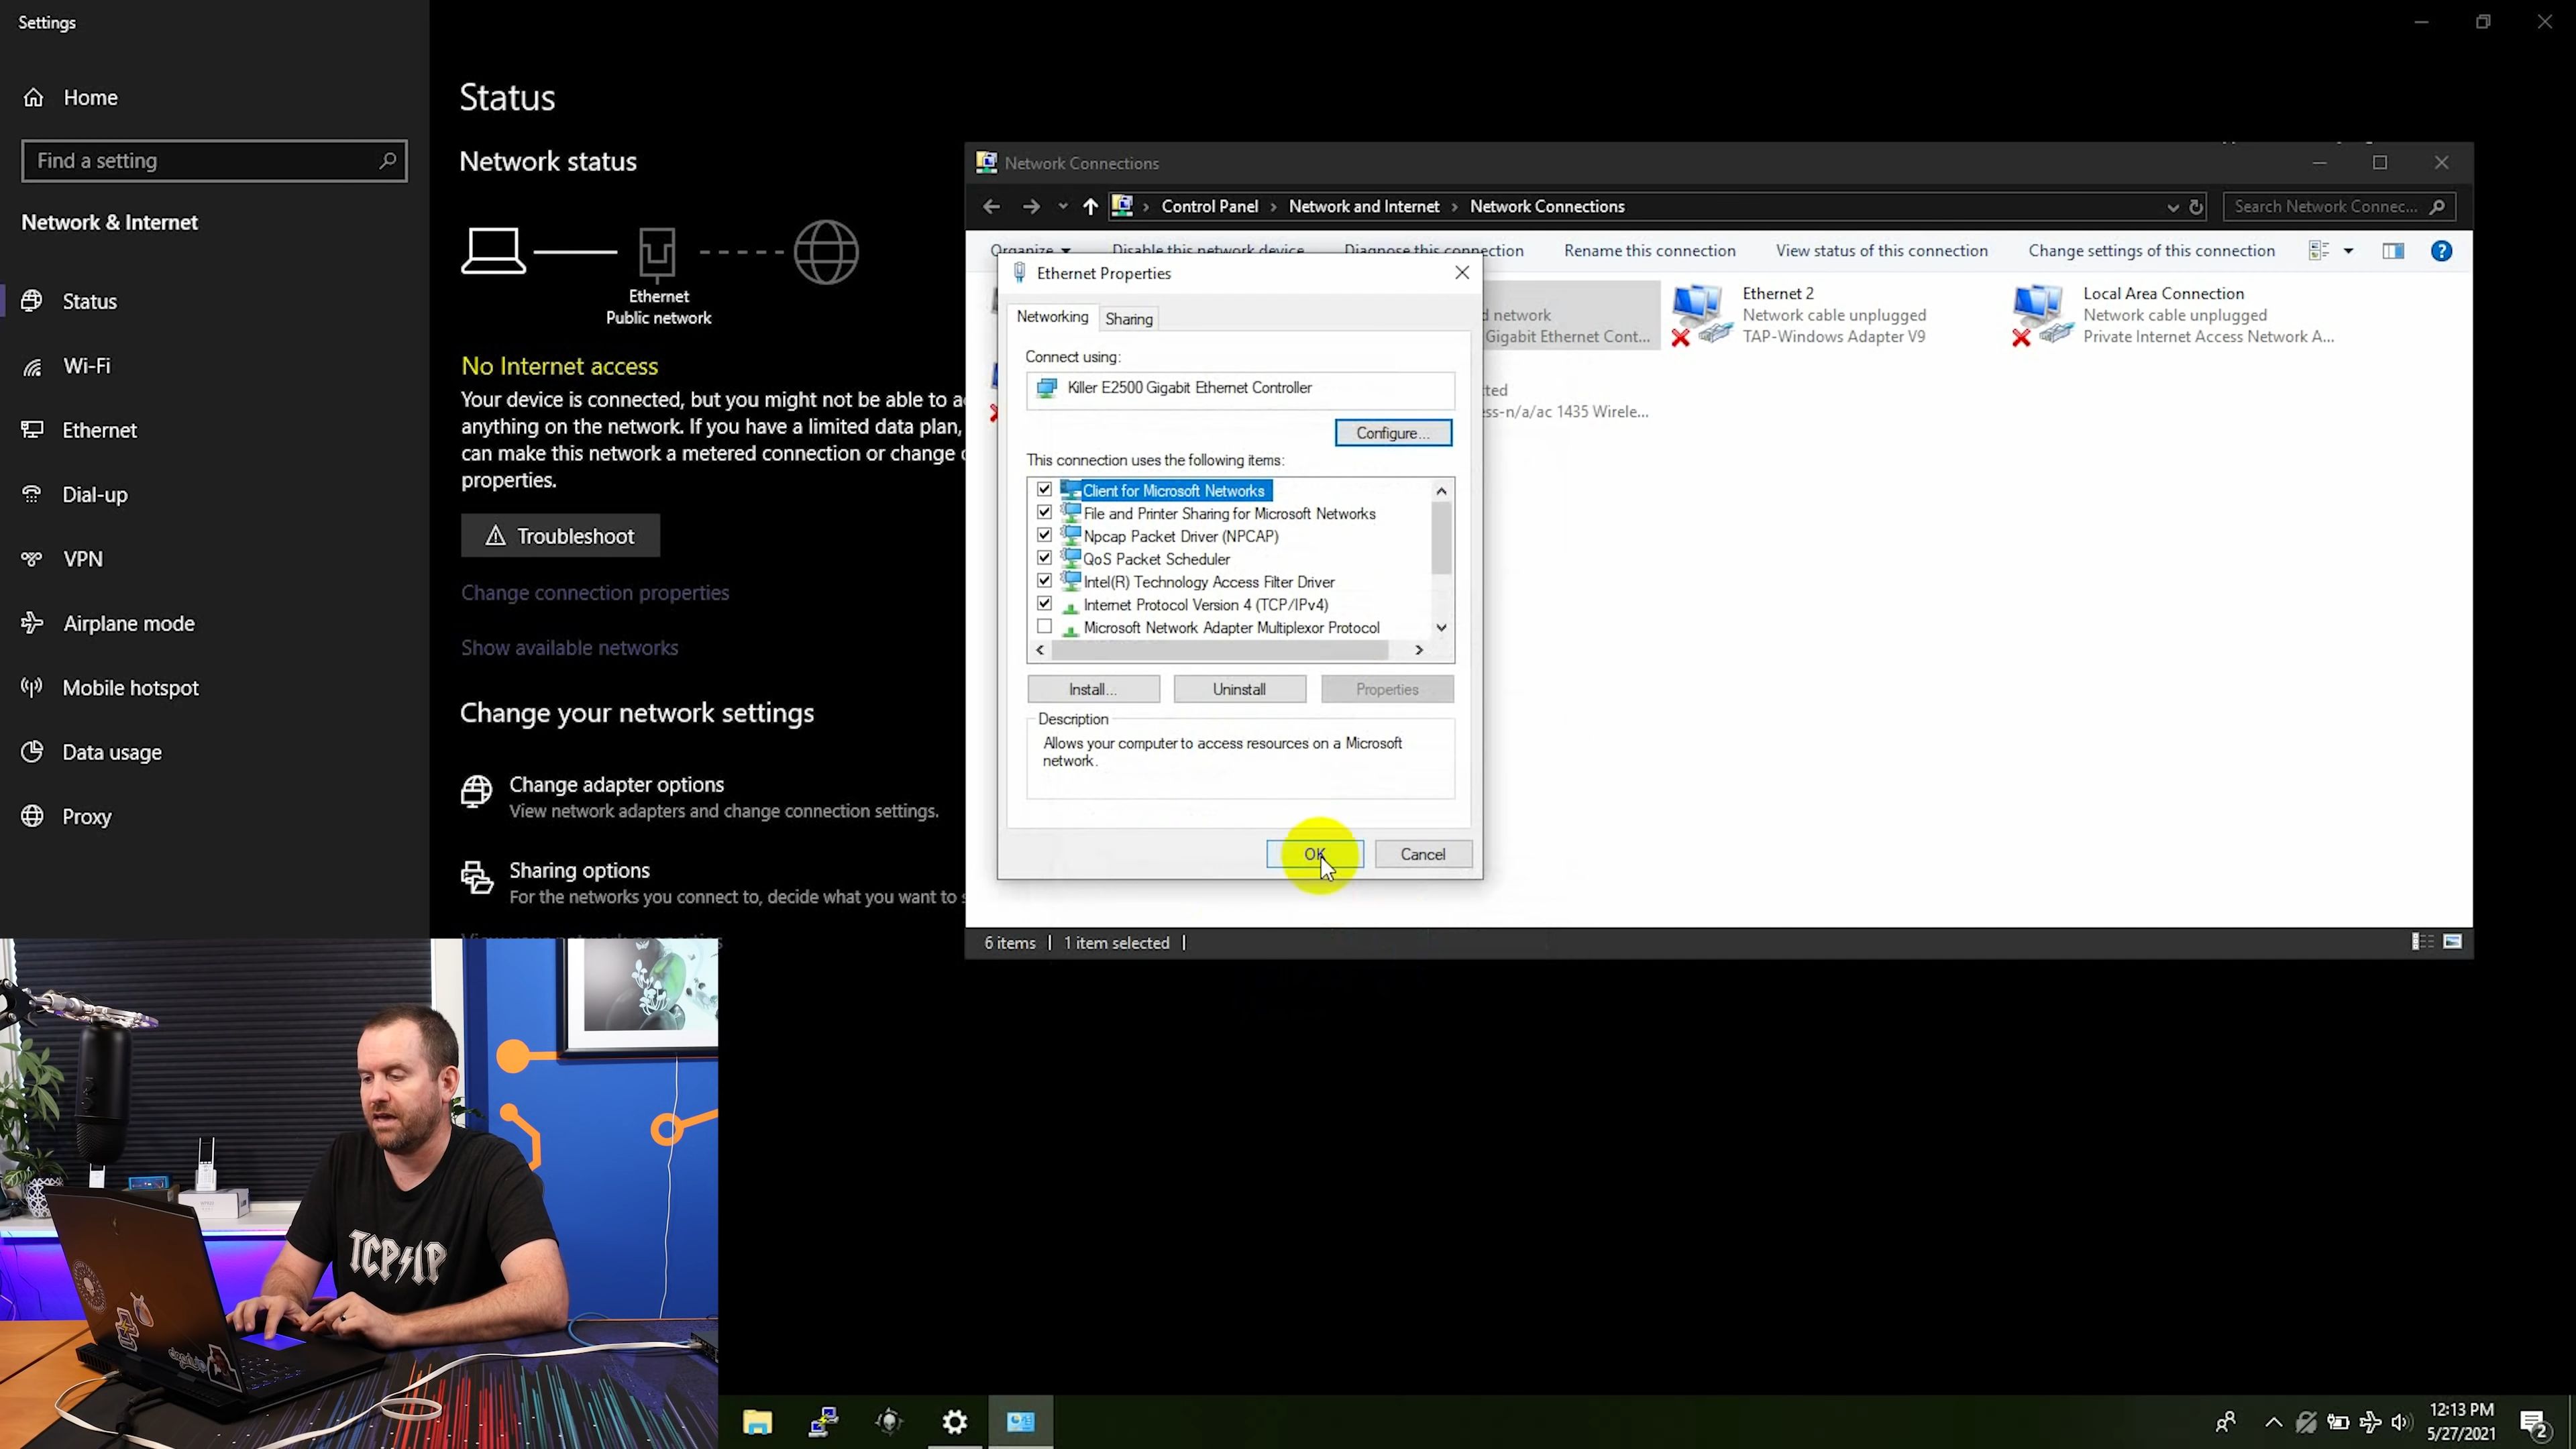 Settings
Home
Find a setting
Network & Internet
Status
Wi-Fi
Ethernet
Dial-up
VPN
Airplane mode
Mobile hotspot
Data usage
Proxy
Status
Network status
Ethernet
Public network
No Internet access
Your device is connected, but you might not be able to a
anything on the network. If you have a limited data plan,
can make this network a metered connection or change
properties.
Troubleshoot
Change connection properties
Show available networks
Change your network settings
Change adapter options
View network adapters and change connection settings.
Sharing options
For the networks you connect to, decide what you want to s
Network Connections
Control Panel
Network and Internet
Network Connections
Search Network Connec...
Organize
Disable this network device
Diagnose this connection
Rename this connection
View status of this connection
Change settings of this connection
d network
Gigabit Ethernet Cont...
Ethernet 2
Network cable unplugged
TAP-Windows Adapter V9
Local Area Connection
Network cable unplugged
Private Internet Access Network A...
ted
ess-n/a/ac 1435 Wirele...
Ethernet Properties
Networking
Sharing
Connect using:
Killer E2500 Gigabit Ethernet Controller
Configure...
This connection uses the following items:
Client for Microsoft Networks
File and Printer Sharing for Microsoft Networks
Npcap Packet Driver (NPCAP)
QoS Packet Scheduler
Intel(R) Technology Access Filter Driver
Internet Protocol Version 4 (TCP/IPv4)
Microsoft Network Adapter Multiplexor Protocol
Install...
Uninstall
Properties
Description
Allows your computer to access resources on a Microsoft
network.
OK
Cancel
6 items
1 item selected
TCP/IP
12:13 PM
5/27/2021
2